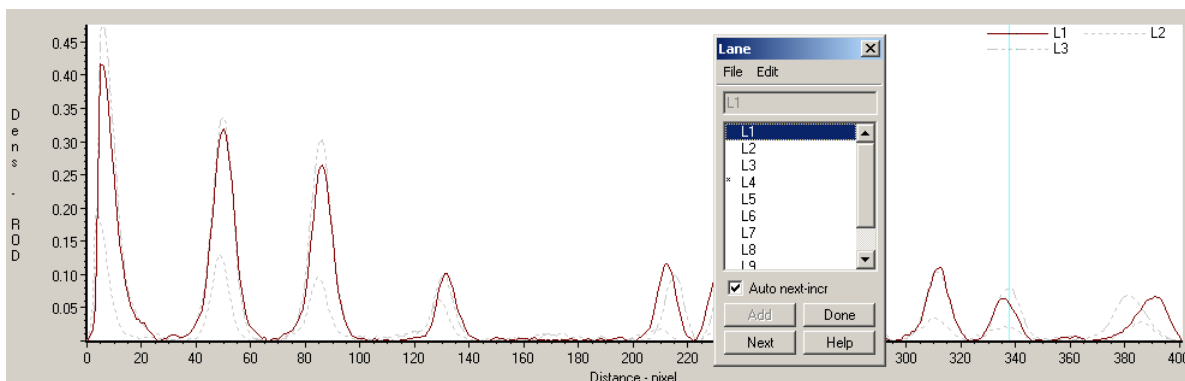 0.45
0.40
0.35
0.30
0.25
0.20
0.15
0.10
0.05
Dens - ROD
L1
L2
L3
Lane
File Edit
L1
L1
L2
L3
* L4
L5
L6
L7
L8
L9
Auto next-incr
Add Done
Next Help
0 20 40 60 80 100 120 140 160 180 200 220 300 320 340 360 380 400
Distance - pixel